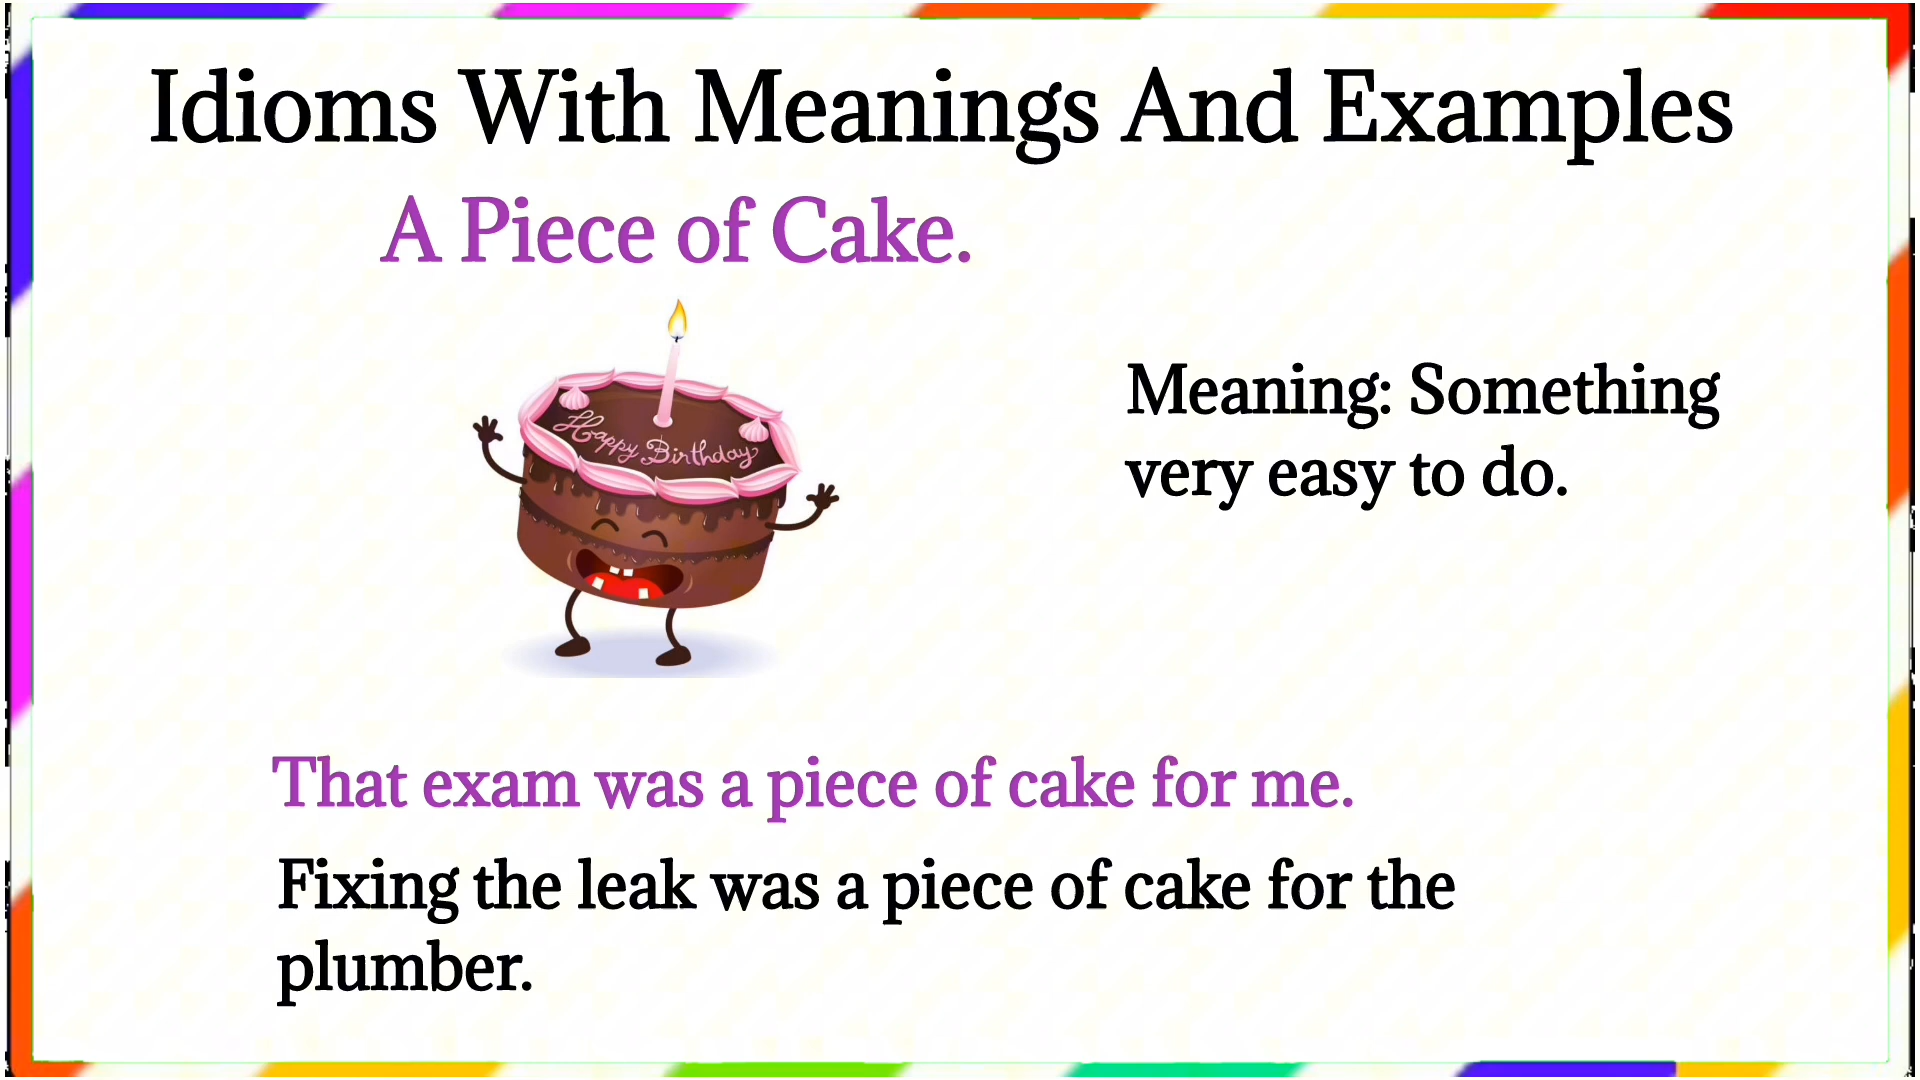 Idioms With Meanings And Examples
A Piece of Cake.
Happy Birthday
Meaning: Something
very easy to do.
That exam was a piece of cake for me.
Fixing the leak was a piece of cake for the
plumber.